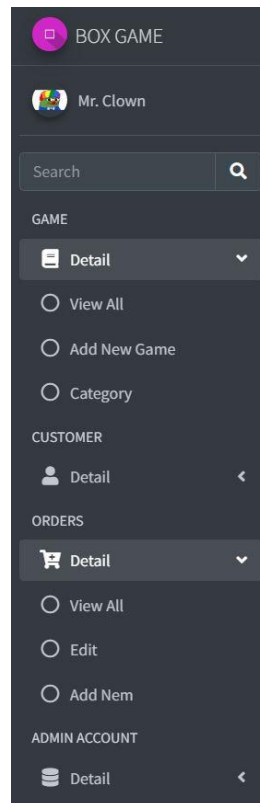 BOX GAME
Mr. Clown
Search
GAME
Detail
View All
Add New Game
Category
CUSTOMER
Detail
ORDERS
Detail
View All
Edit
Add Nem
ADMIN ACCOUNT
Detail